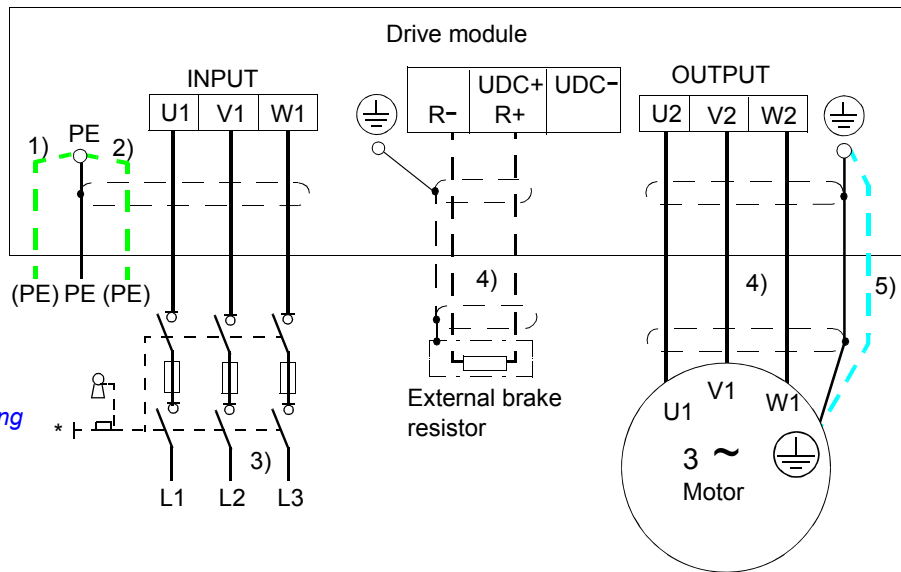 Drive module
INPUT
OUTPUT
U1 V1 W1
UDC+ UDC-
R- R+
U2 V2 W2
1) PE 2)
(PE) PE (PE)
4)
4)
5)
ng
*
3)
L1 L2 L3
External brake
resistor
U1 V1 W1
3 ~
Motor